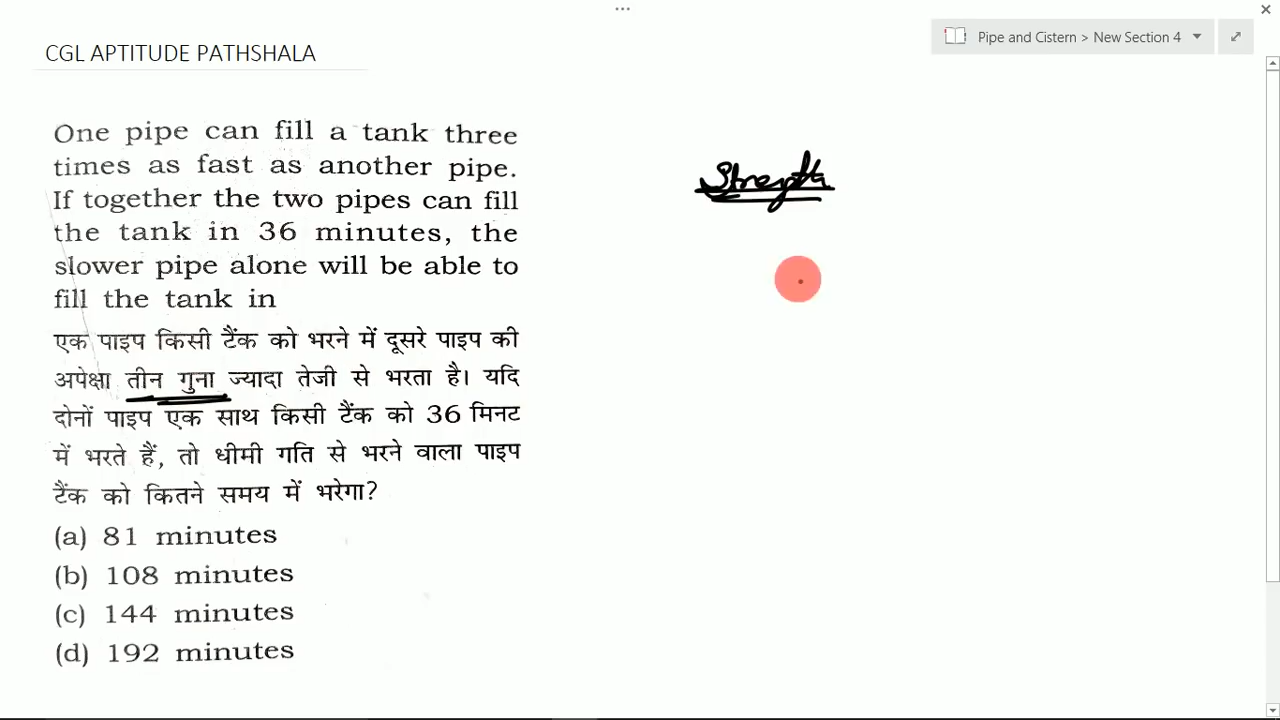 CGL APTITUDE PATHSHALA
Pipe and Cistern > New Section 4
One pipe can fill a tank three
times as fast as another pipe.
If together the two pipes can fill
the tank in 36 minutes, the
slower pipe alone will be able to
fill the tank in
एक पाइप किसी टैंक को भरने में दूसरे पाइप की
अपेक्षा तीन गुना ज्यादा तेजी से भरता है। यदि
दोनों पाइप एक साथ किसी टैंक को 36 मिनट
में भरते हैं, तो धीमी गति से भरने वाला पाइप
टैंक को कितने समय में भरेगा?
(a) 81 minutes
(b) 108 minutes
(c) 144 minutes
(d) 192 minutes
Strength